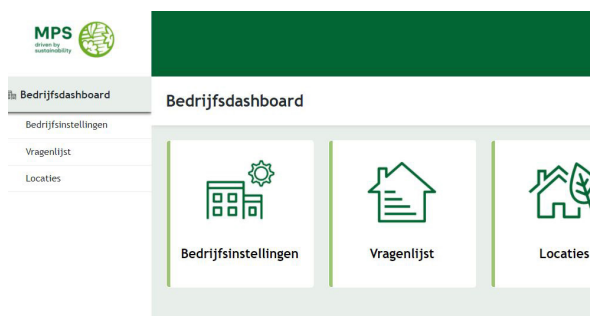 MPS
driven by
sustainability
Bedrijfsdashboard
Bedrijfsinstellingen
Vragenlijst
Locaties
Bedrijfsdashboard
Bedrijfsinstellingen
Vragenlijst
Locaties